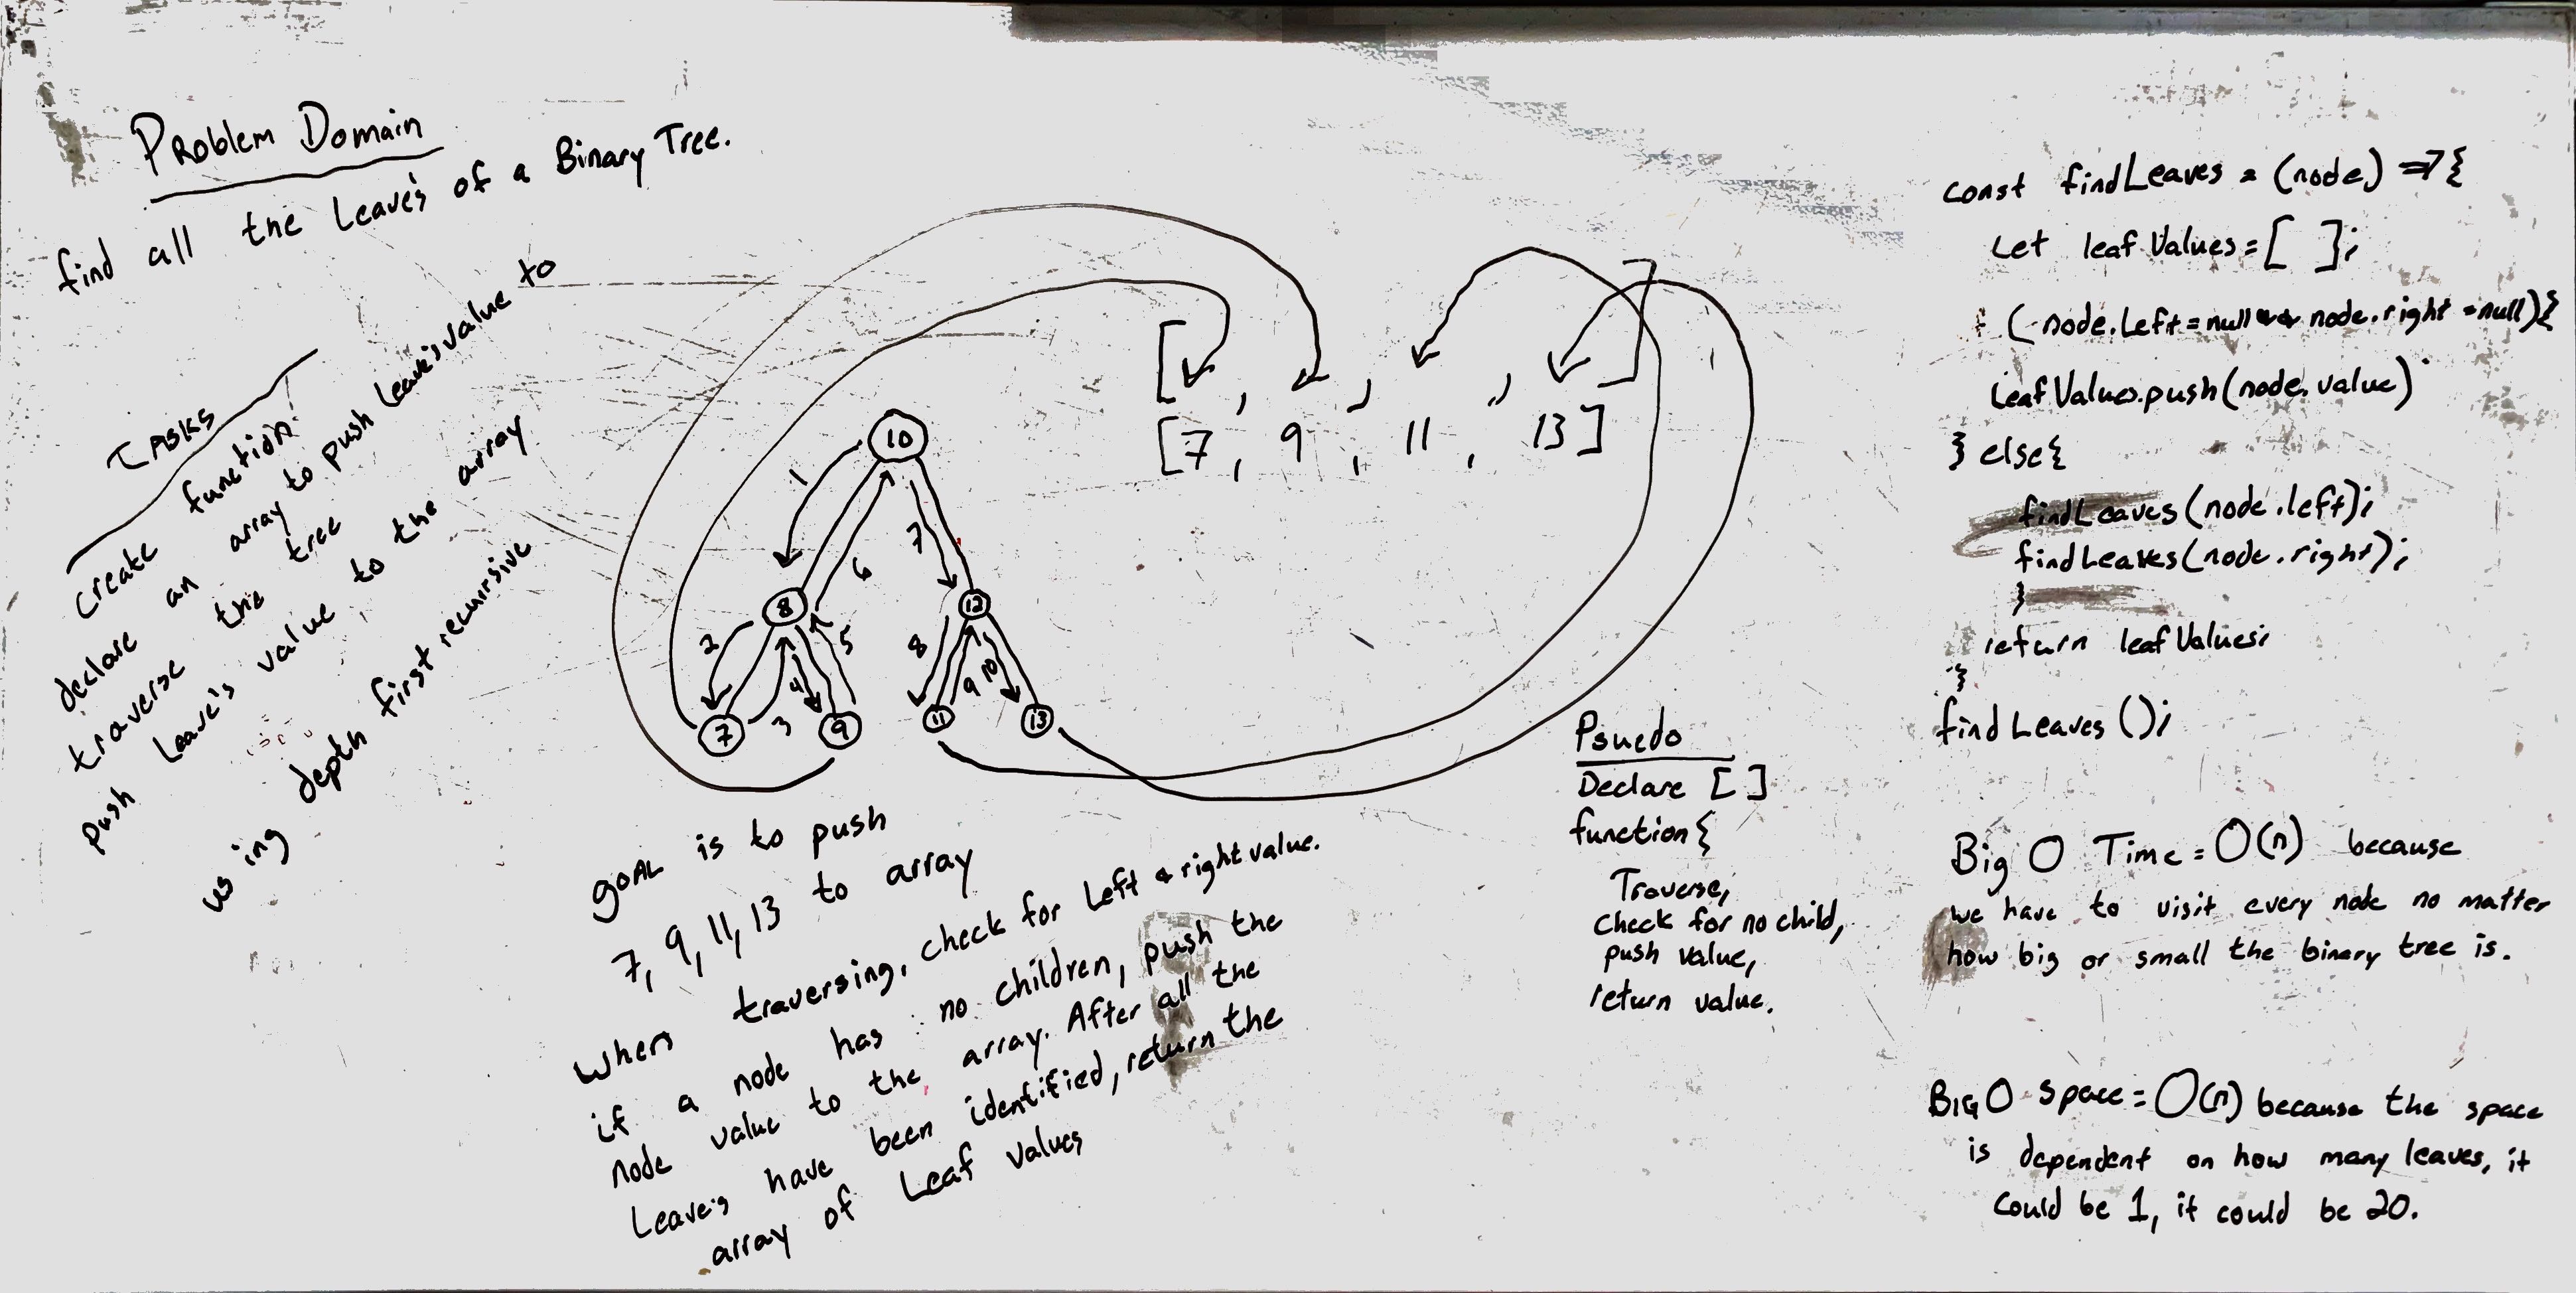 Problem Domain
find all the Leave's of a Binary Tree.
TASKS
create function
declare an array to push Leave's value to
traverse the tree
push Leave's value to the array
using depth first recursive
[ , , , ]
[7, 9, 11, 13]
10
1
7
6
8
12
2
5
8
4
9
10
3
7
9
11
13
GOAL is to push
7, 9, 11, 13 to array
When traversing, check for Left & right value.
if a node has no children, push the
node value to the array. After all the
Leave's have been identified, return the
array of Leaf values
Psuedo
Declare [ ]
function{
Traverse,
check for no child,
push value,
return value.
const findLeaves = (node) =>{
Let leafValues = [ ];
(node.Left = null && node.right = null){
LeafValues.push(node.value)
} else{
findLeaves(node.left);
findLeaves(node.right);
}
return leafValues;
}
findLeaves();
Big O Time = O(n) because
we have to visit every node no matter
how big or small the binary tree is.
BIG O space = O(n) because the space
is dependent on how many leaves, it
could be 1, it could be 20.